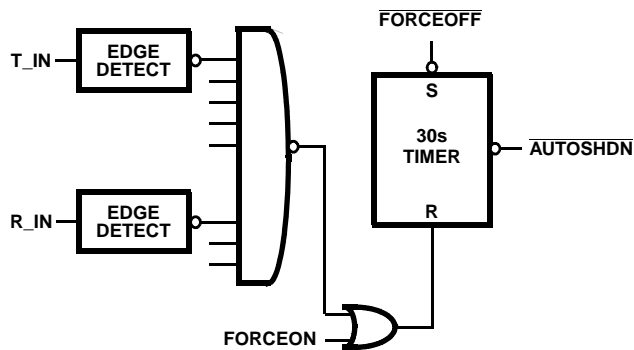 FORCEOFF
T_IN
EDGE
DETECT
S
30s
TIMER
AUTOSHDN
R_IN
EDGE
DETECT
R
FORCEON